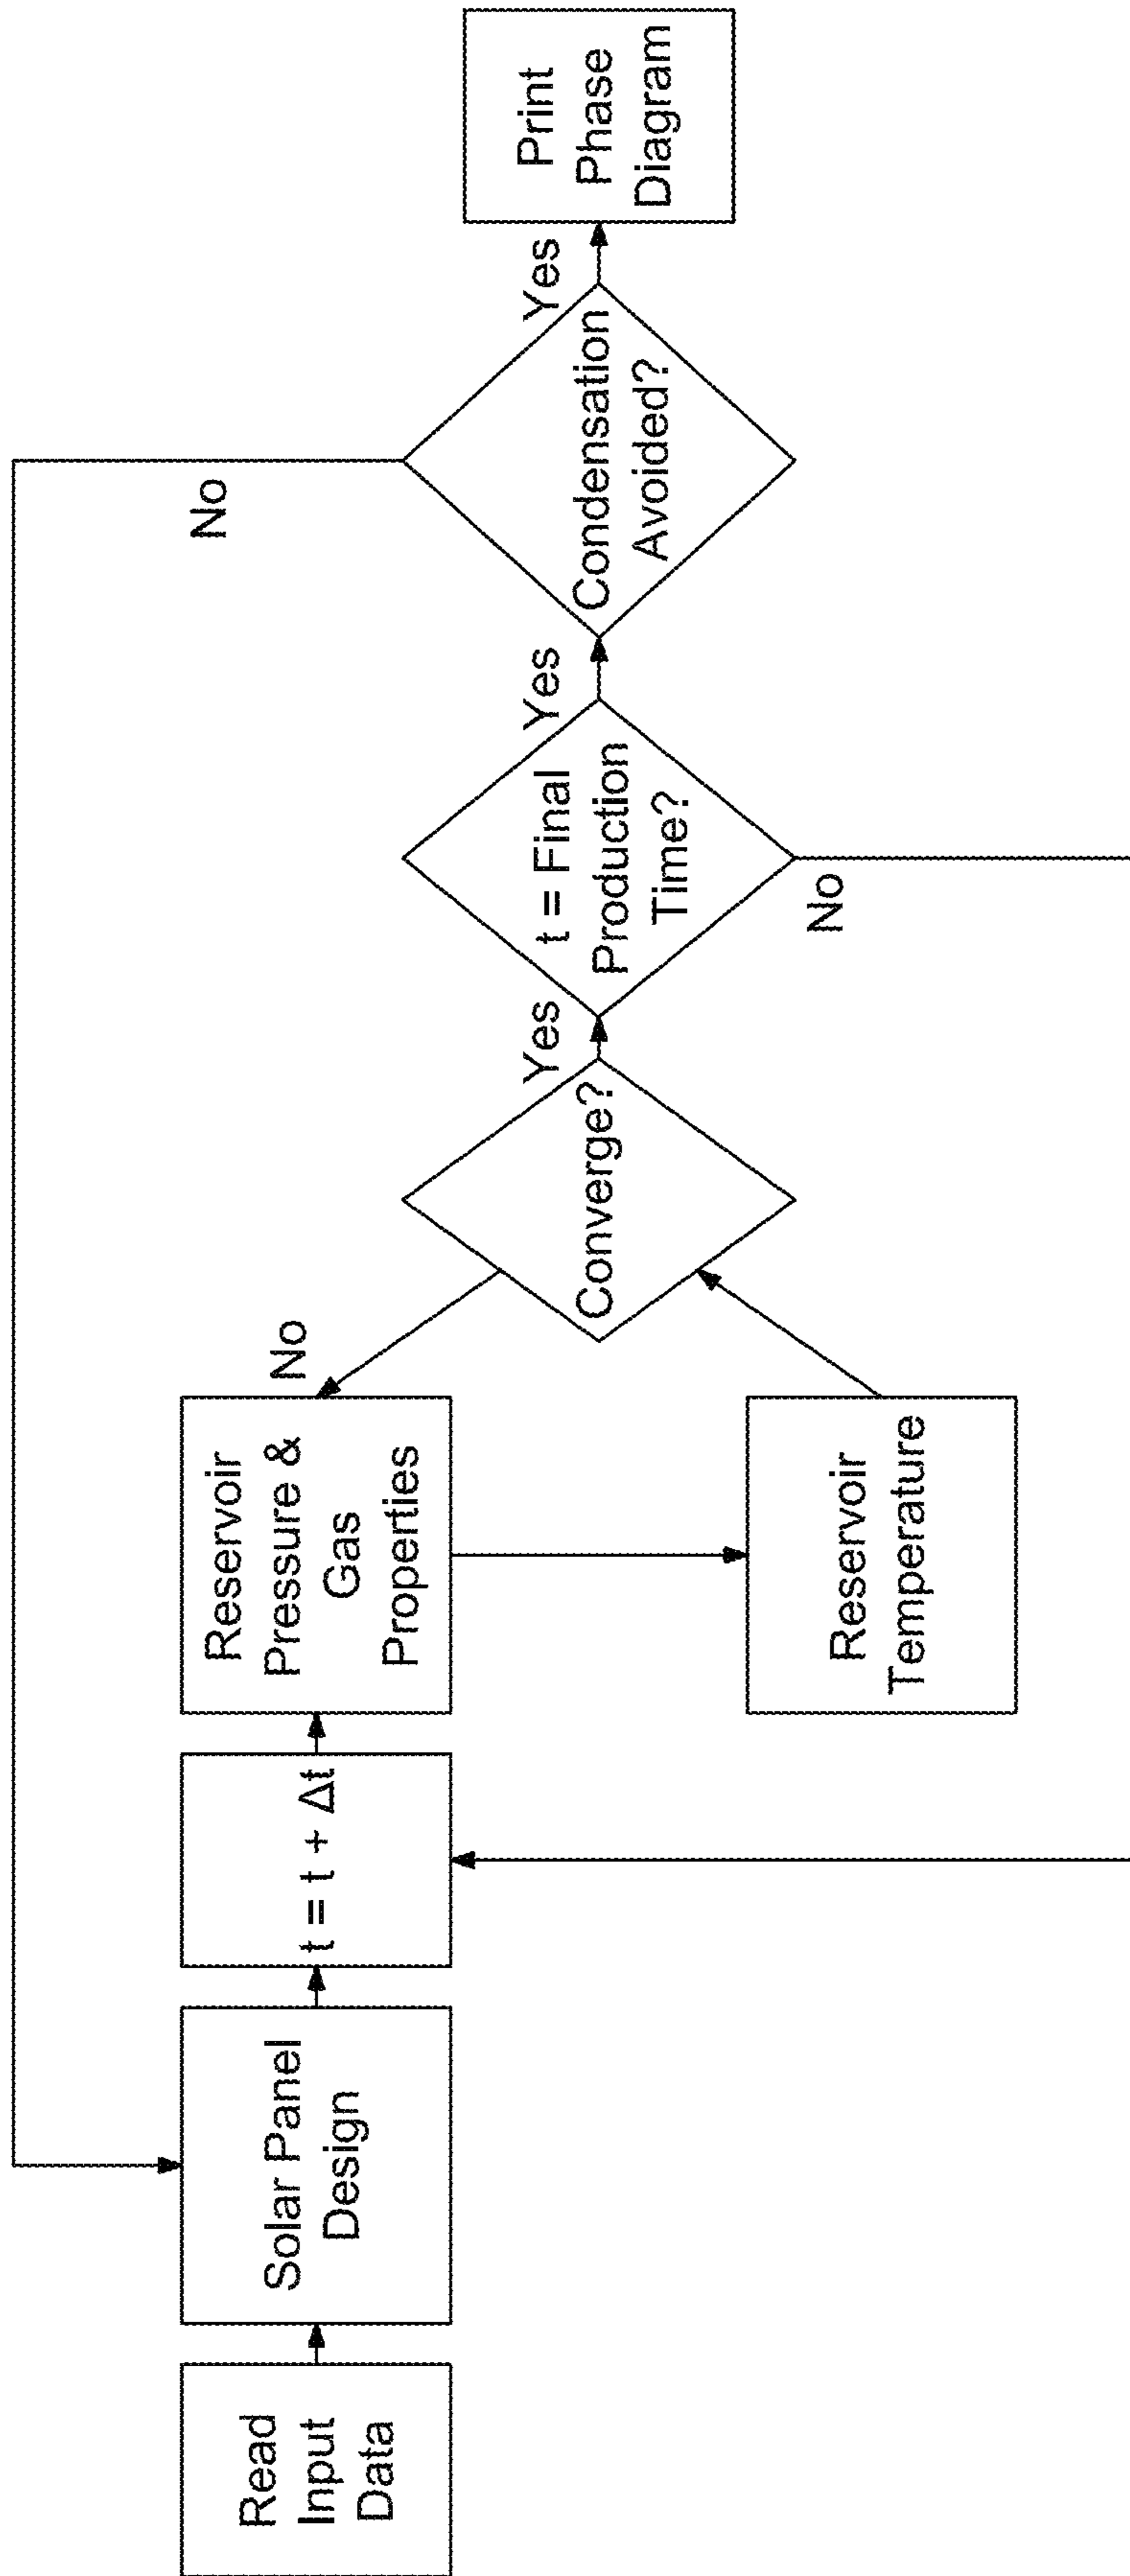 Read
Input
Data
Solar Panel
Design
t = t + Δt
Reservoir
Pressure &
Gas
Properties
Reservoir
Temperature
No
Converge?
Yes
t = Final
Production
Time?
No
Yes
Condensation
Avoided?
No
Yes
Print
Phase
Diagram